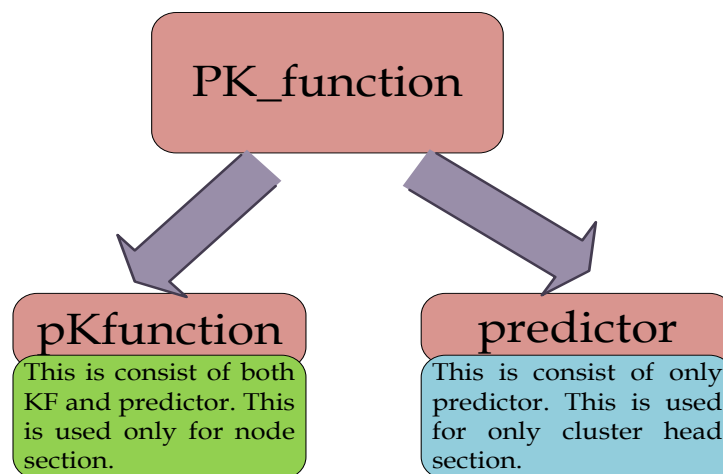 PK_function
pKfunction
This is consist of both
KF and predictor. This
is used only for node
section.
predictor
This is consist of only
predictor. This is used
for only cluster head
section.